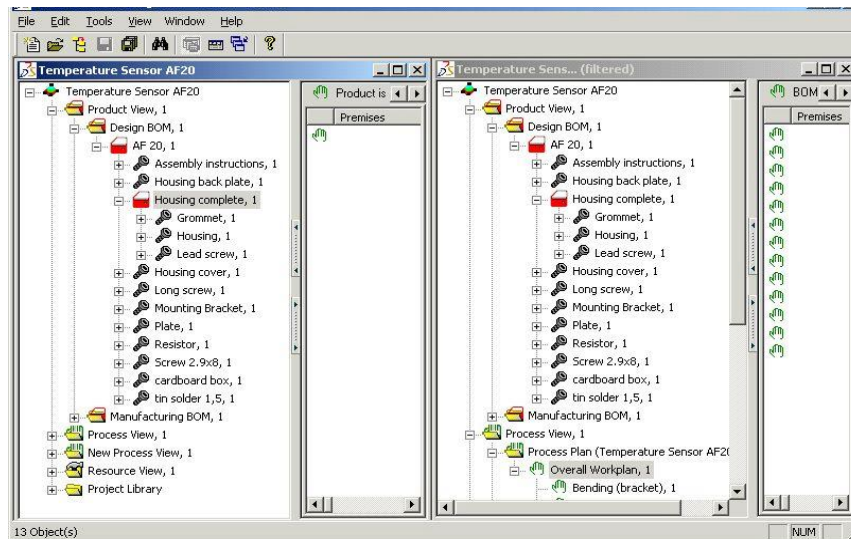 File Edit Tools View Window Help
Temperature Sensor AF20
Temperature Sensor AF20
Product View, 1
Design BOM, 1
AF 20, 1
Assembly instructions, 1
Housing back plate, 1
Housing complete, 1
Grommet, 1
Housing, 1
Lead screw, 1
Housing cover, 1
Long screw, 1
Mounting Bracket, 1
Plate, 1
Resistor, 1
Screw 2.9x8, 1
cardboard box, 1
tin solder 1,5, 1
Manufacturing BOM, 1
Process View, 1
New Process View, 1
Resource View, 1
Project Library
Product is
Premises
Temperature Sens... (filtered)
Temperature Sensor AF20
Product View, 1
Design BOM, 1
AF 20, 1
Assembly instructions, 1
Housing back plate, 1
Housing complete, 1
Grommet, 1
Housing, 1
Lead screw, 1
Housing cover, 1
Long screw, 1
Mounting Bracket, 1
Plate, 1
Resistor, 1
Screw 2.9x8, 1
cardboard box, 1
tin solder 1,5, 1
Manufacturing BOM, 1
Process View, 1
Process Plan (Temperature Sensor AF20
Overall Workplan, 1
Bending (bracket), 1
BOM
Premises
13 Object(s)
NUM